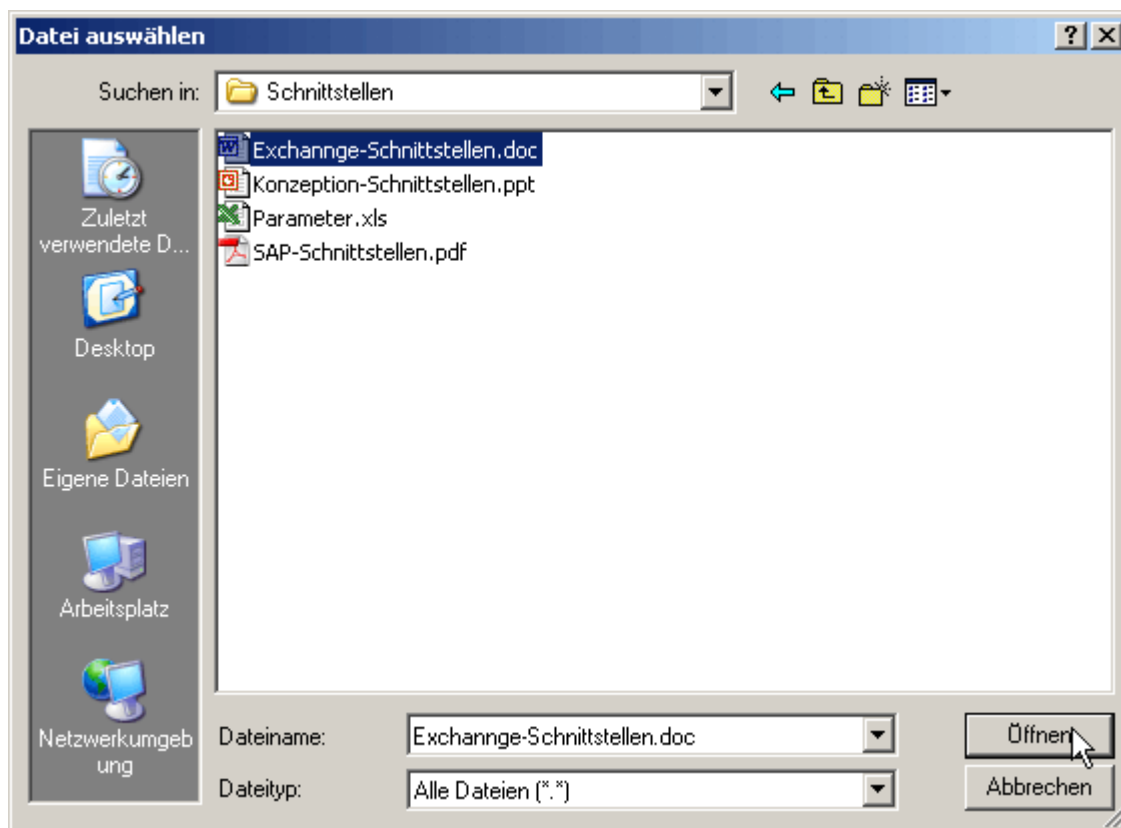 Datei auswählen
Suchen in:
Schnittstellen
Exchannge-Schnittstellen.doc
Konzeption-Schnittstellen.ppt
Parameter.xls
SAP-Schnittstellen.pdf
Zuletzt
verwendete D...
Desktop
Eigene Dateien
Arbeitsplatz
Netzwerkumgeb
ung
Dateiname:
Exchannge-Schnittstellen.doc
Öffnen
Dateityp:
Alle Dateien (*.*)
Abbrechen